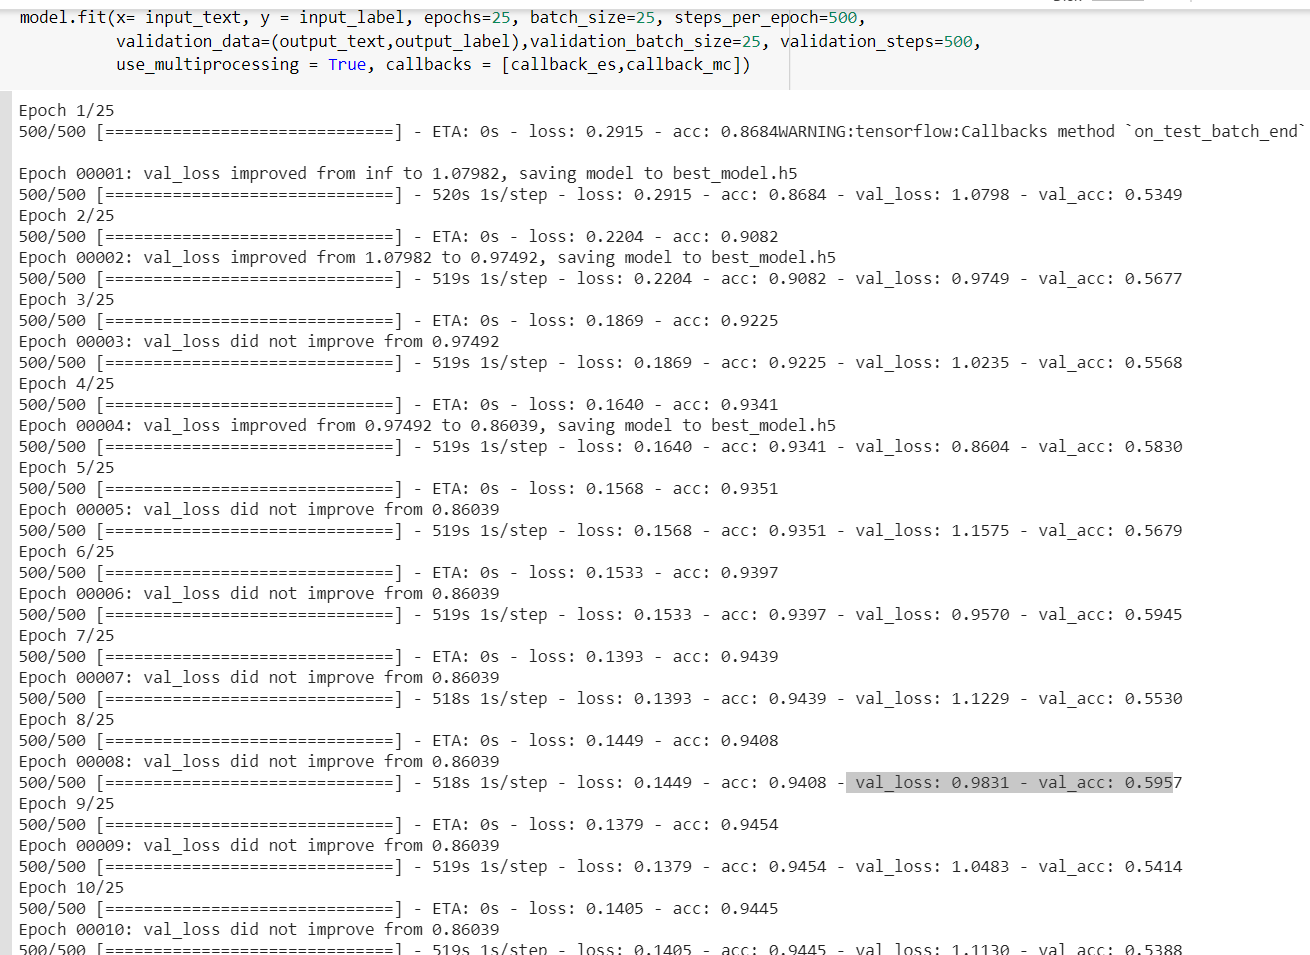 model.fit(x= input_text, y = input_label, epochs=25, batch_size=25, steps_per_epoch=500,
validation_data=(output_text,output_label),validation_batch_size=25, validation_steps=500,
use_multiprocessing = True, callbacks = [callback_es,callback_mc])
Epoch 1/25
500/500 [==============================] - ETA: 0s - loss: 0.2915 - acc: 0.8684WARNING:tensorflow:Callbacks method `on_test_batch_end`
Epoch 00001: val_loss improved from inf to 1.07982, saving model to best_model.h5
500/500 [==============================] - 520s 1s/step - loss: 0.2915 - acc: 0.8684 - val_loss: 1.0798 - val_acc: 0.5349
Epoch 2/25
500/500 [==============================] - ETA: 0s - loss: 0.2204 - acc: 0.9082
Epoch 00002: val_loss improved from 1.07982 to 0.97492, saving model to best_model.h5
500/500 [==============================] - 519s 1s/step - loss: 0.2204 - acc: 0.9082 - val_loss: 0.9749 - val_acc: 0.5677
Epoch 3/25
500/500 [==============================] - ETA: 0s - loss: 0.1869 - acc: 0.9225
Epoch 00003: val_loss did not improve from 0.97492
500/500 [==============================] - 519s 1s/step - loss: 0.1869 - acc: 0.9225 - val_loss: 1.0235 - val_acc: 0.5568
Epoch 4/25
500/500 [==============================] - ETA: 0s - loss: 0.1640 - acc: 0.9341
Epoch 00004: val_loss improved from 0.97492 to 0.86039, saving model to best_model.h5
500/500 [==============================] - 519s 1s/step - loss: 0.1640 - acc: 0.9341 - val_loss: 0.8604 - val_acc: 0.5830
Epoch 5/25
500/500 [==============================] - ETA: 0s - loss: 0.1568 - acc: 0.9351
Epoch 00005: val_loss did not improve from 0.86039
500/500 [==============================] - 519s 1s/step - loss: 0.1568 - acc: 0.9351 - val_loss: 1.1575 - val_acc: 0.5679
Epoch 6/25
500/500 [==============================] - ETA: 0s - loss: 0.1533 - acc: 0.9397
Epoch 00006: val_loss did not improve from 0.86039
500/500 [==============================] - 519s 1s/step - loss: 0.1533 - acc: 0.9397 - val_loss: 0.9570 - val_acc: 0.5945
Epoch 7/25
500/500 [==============================] - ETA: 0s - loss: 0.1393 - acc: 0.9439
Epoch 00007: val_loss did not improve from 0.86039
500/500 [==============================] - 518s 1s/step - loss: 0.1393 - acc: 0.9439 - val_loss: 1.1229 - val_acc: 0.5530
Epoch 8/25
500/500 [==============================] - ETA: 0s - loss: 0.1449 - acc: 0.9408
Epoch 00008: val_loss did not improve from 0.86039
500/500 [==============================] - 518s 1s/step - loss: 0.1449 - acc: 0.9408 - val_loss: 0.9831 - val_acc: 0.5957
Epoch 9/25
500/500 [==============================] - ETA: 0s - loss: 0.1379 - acc: 0.9454
Epoch 00009: val_loss did not improve from 0.86039
500/500 [==============================] - 519s 1s/step - loss: 0.1379 - acc: 0.9454 - val_loss: 1.0483 - val_acc: 0.5414
Epoch 10/25
500/500 [==============================] - ETA: 0s - loss: 0.1405 - acc: 0.9445
Epoch 00010: val_loss did not improve from 0.86039
500/500 [==============================] - 519s 1s/step - loss: 0.1405 - acc: 0.9445 - val_loss: 1.1130 - val_acc: 0.5388